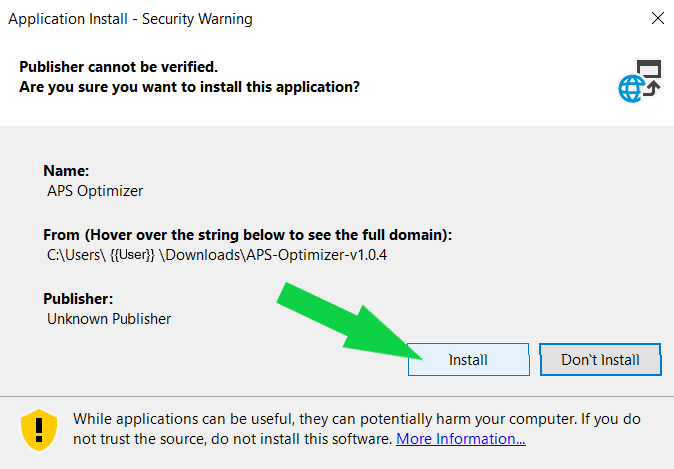 Application Install - Security Warning
Publisher cannot be verified.
Are you sure you want to install this application?
Name:
APS Optimizer
From (Hover over the string below to see the full domain):
C:\Users\ {{User}} \Downloads\APS-Optimizer-v1.0.4
Publisher:
Unknown Publisher
Install
Don`t Install
While applications can be useful, they can potentially harm your computer. If you do
not trust the source, do not install this software. More Information...